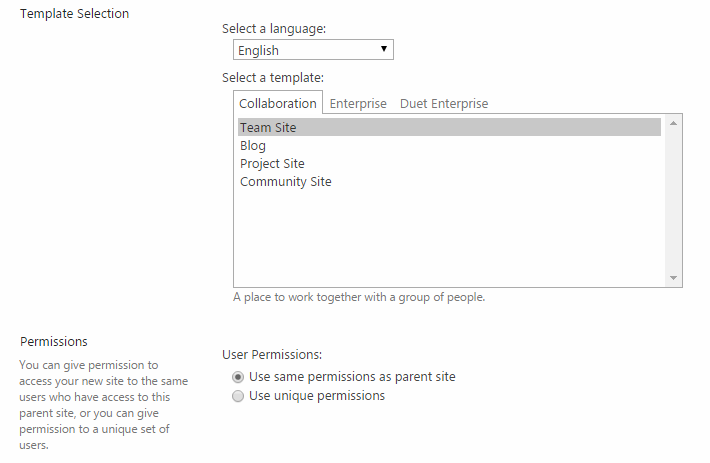 Template Selection
Select a language:
English
Select a template:
Collaboration Enterprise Duet Enterprise
Team Site
Blog
Project Site
Community Site
A place to work together with a group of people.
Permissions
You can give permission to
access your new site to the same
users who have access to this
parent site, or you can give
permission to a unique set of
users.
User Permissions:
Use same permissions as parent site
Use unique permissions